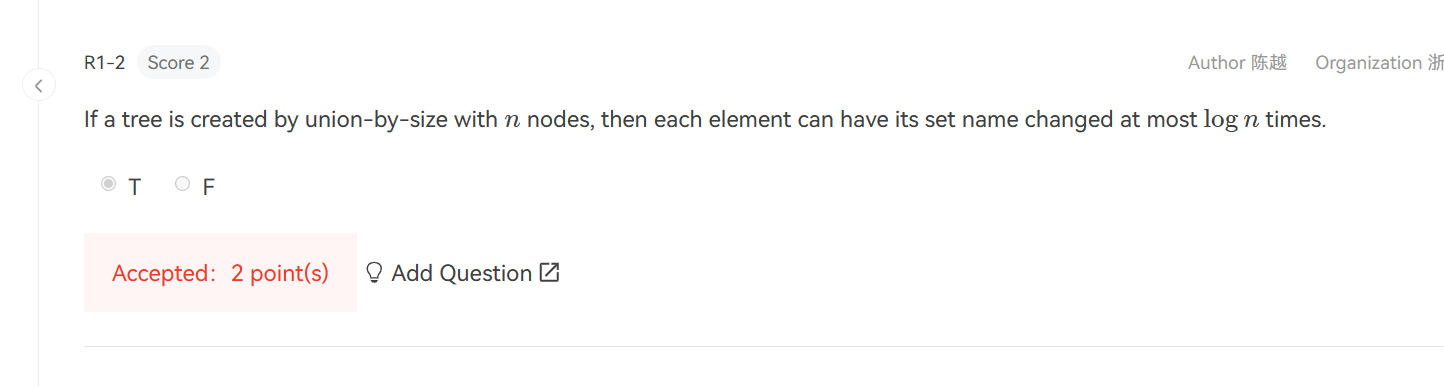 R1-2 Score 2 Author 陈越 Organization 浙
If a tree is created by union-by-size with n nodes, then each element can have its set name changed at most log n times.
T F
Accepted: 2 point(s) Add Question